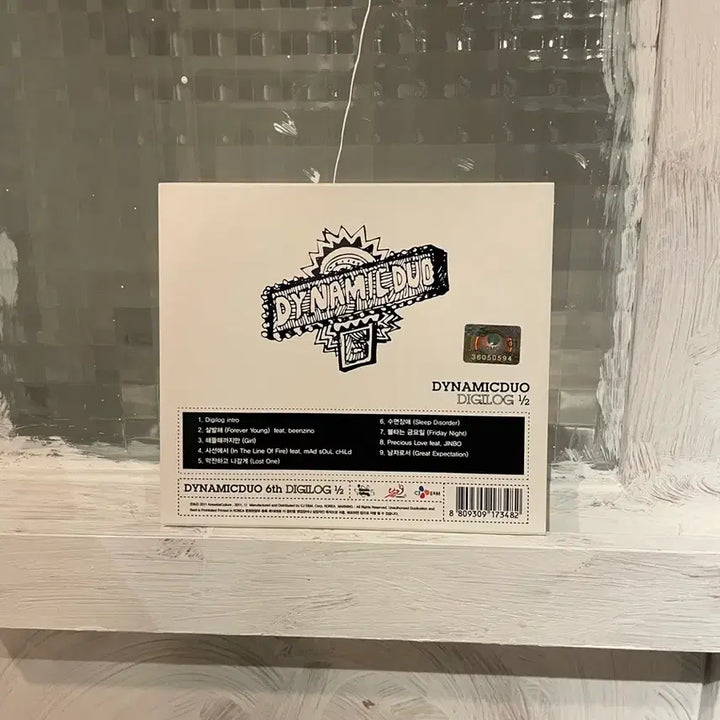 DYNAMICDUO
36050594
DYNAMICDUO
DIGILOG ½
1. Digilog intro
2. 살발해 (Forever Young) feat. beenzino
3. 해뜰때까지만 (Girl)
4. 사선에서 (In The Line Of Fire) feat. mAd sOuL cHiLd
5. 막잔하고 나갈게 (Lost One)
6. 수면장애 (Sleep Disorder)
7. 불타는 금요일 (Friday Night)
8. Precious Love feat. JINBO
9. 남자로서 (Great Expectation)
DYNAMICDUO 6th DIGILOG ½
CJ E&M
8 809309 173482